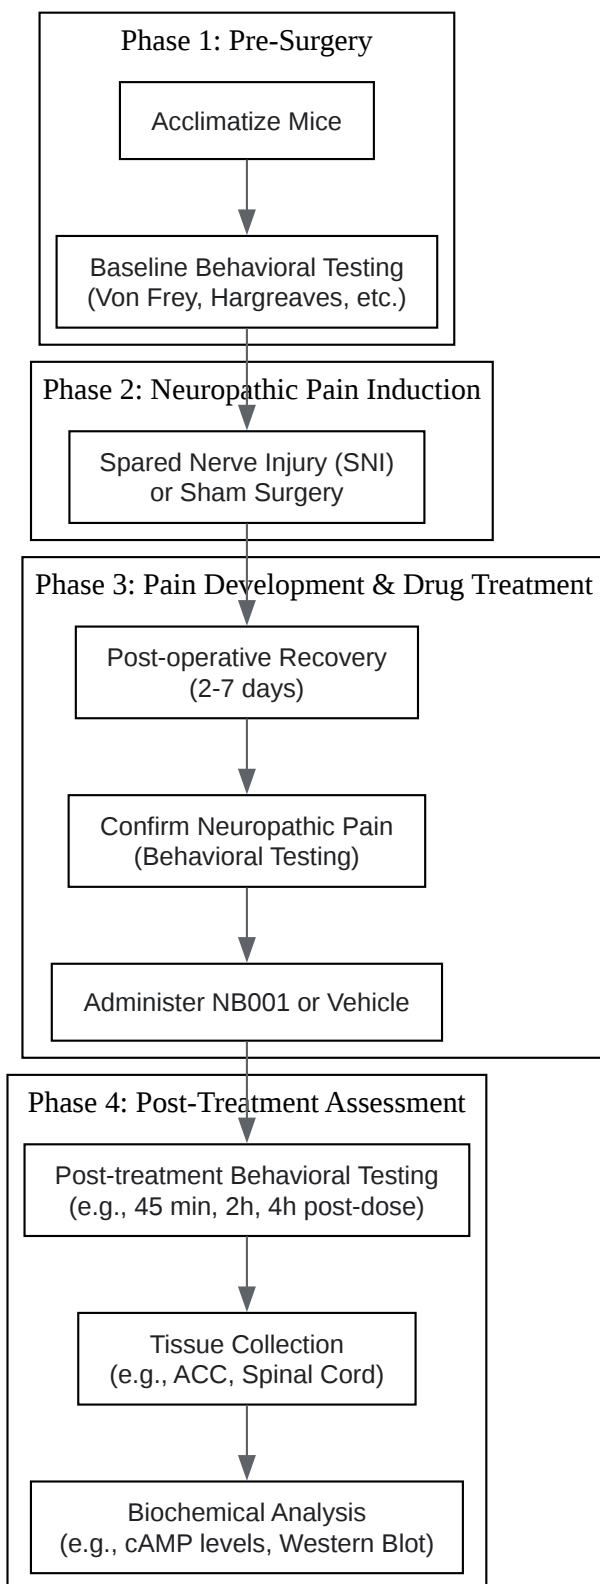 Phase 1: Pre-Surgery
Acclimatize Mice
Baseline Behavioral Testing
(Von Frey, Hargreaves, etc.)
Phase 2: Neuropathic Pain Induction
Spared Nerve Injury (SNI)
or Sham Surgery
Phase 3: Pain Development & Drug Treatment
Post-operative Recovery
(2-7 days)
Confirm Neuropathic Pain
(Behavioral Testing)
Administer NB001 or Vehicle
Phase 4: Post-Treatment Assessment
Post-treatment Behavioral Testing
(e.g., 45 min, 2h, 4h post-dose)
Tissue Collection
(e.g., ACC, Spinal Cord)
Biochemical Analysis
(e.g., cAMP levels, Western Blot)